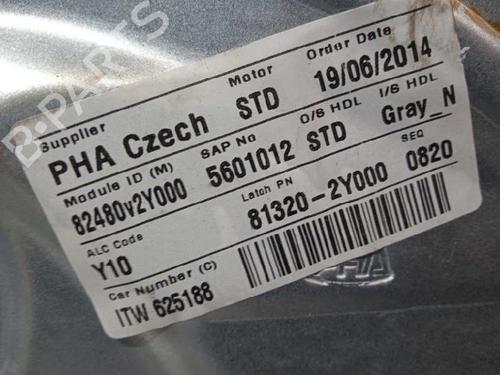 Supplier Motor Order Date
PHA Czech STD 19/06/2014
Module ID (M) SAP No O/S HDL I/S HDL
82480v2Y000 5601012 STD Gray_N
ALC Code Latch PN SEQ
Y10 81320-2Y000 0820
Car Number (C)
ITW 625188
PHA
B-PARTS